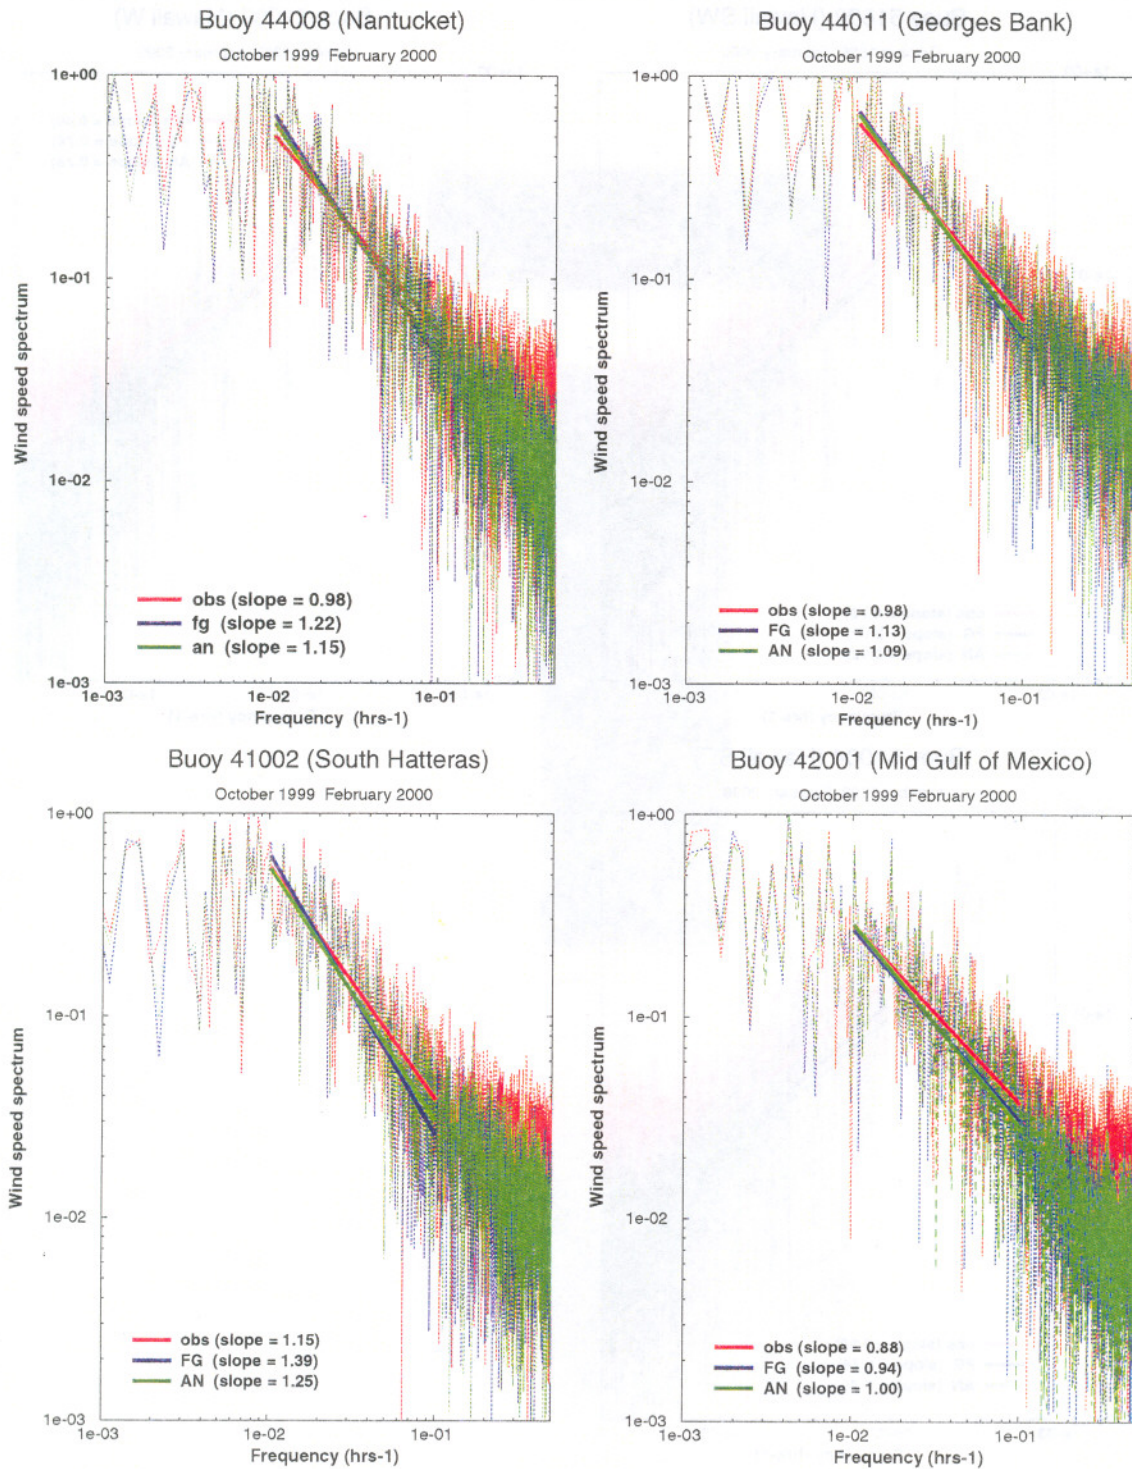 Buoy 44008 (Nantucket)
October 1999 February 2000
1e+00
1e-01
1e-02
1e-03
Wind speed spectrum
obs (slope = 0.98)
fg (slope = 1.22)
an (slope = 1.15)
1e-03 1e-02 1e-01
Frequency (hrs-1)
Buoy 44011 (Georges Bank)
October 1999 February 2000
1e+00
1e-01
1e-02
1e-03
Wind speed spectrum
obs (slope = 0.98)
FG (slope = 1.13)
AN (slope = 1.09)
1e-03 1e-02 1e-01
Frequency (hrs-1)
Buoy 41002 (South Hatteras)
October 1999 February 2000
1e+00
1e-01
1e-02
1e-03
Wind speed spectrum
obs (slope = 1.15)
FG (slope = 1.39)
AN (slope = 1.25)
1e-03 1e-02 1e-01
Frequency (hrs-1)
Buoy 42001 (Mid Gulf of Mexico)
October 1999 February 2000
1e+00
1e-01
1e-02
1e-03
Wind speed spectrum
obs (slope = 0.88)
FG (slope = 0.94)
AN (slope = 1.00)
1e-03 1e-02 1e-01
Frequency (hrs-1)